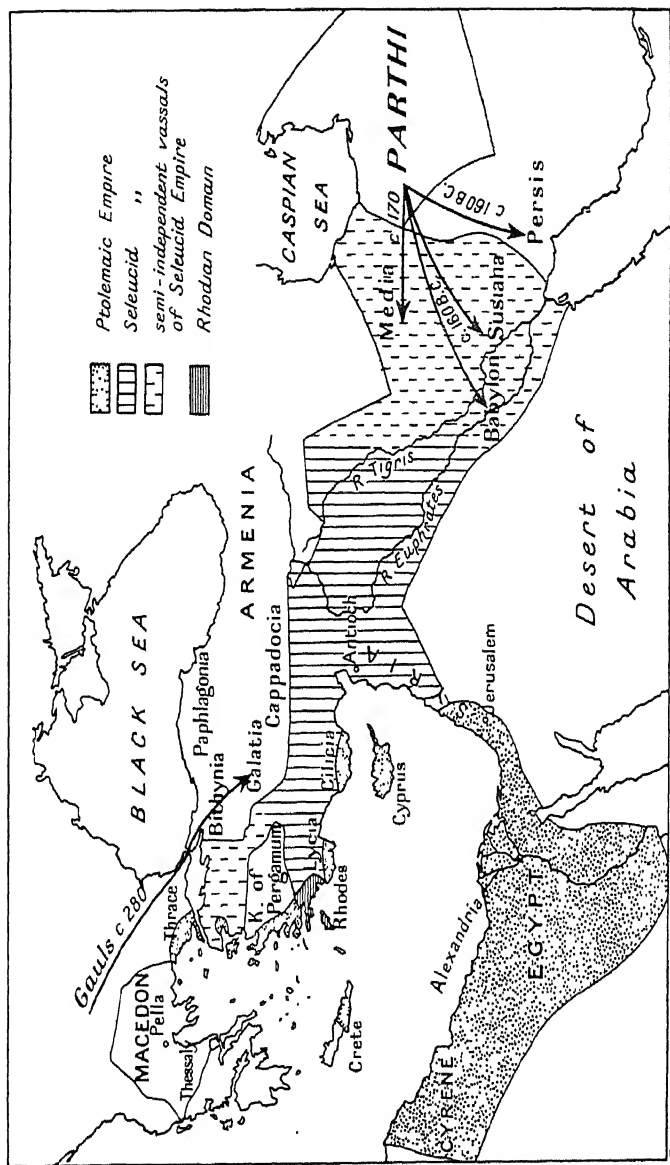 Ptolemaic Empire
Seleucid „
semi-independent vassals
of Seleucid Empire
Rhodian Domain
BLACK SEA
CASPIAN
SEA
Gauls c 280
MACEDON
Pella
Thessaly
Thrace
Bithynia
Paphlagonia
Galatia
Cappadocia
ARMENIA
K. of
Pergamum
Lycia
Cilicia
Rhodes
Crete
Cyprus
Antioch
SYRIA
Jerusalem
R. Tigris
R. Euphrates
Media
c 170
PARTHI
c. 160 B.C.
c 160 B.C.
Babylon
Susiana
Persis
Desert of
Arabia
Alexandria
EGYPT
CYRENE